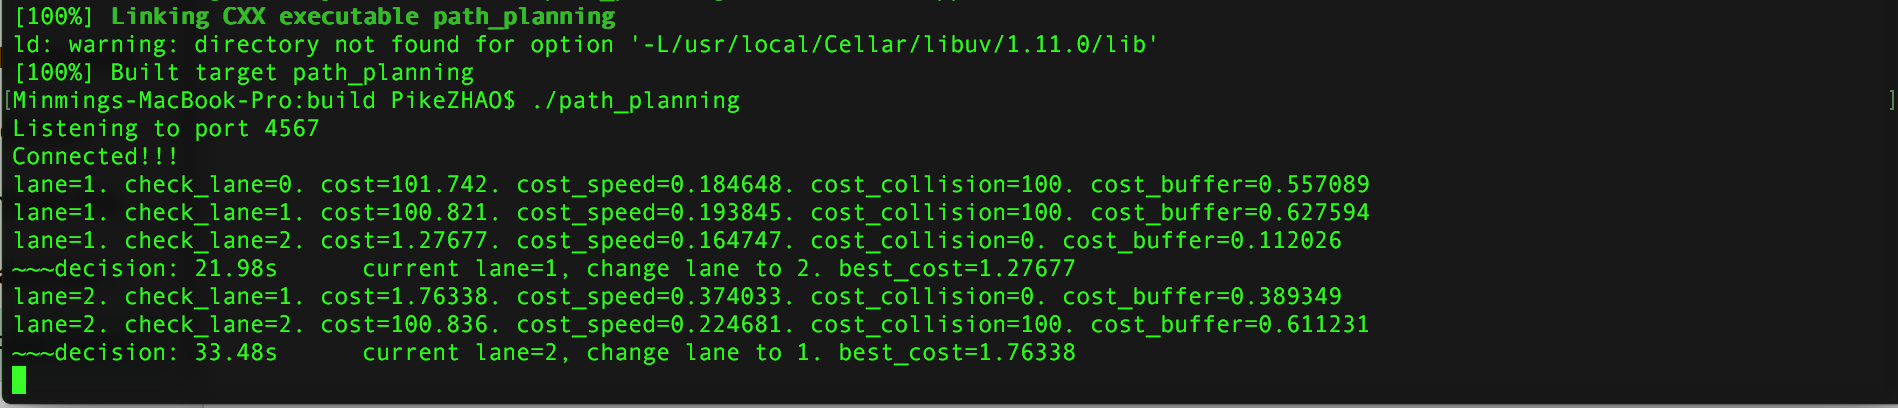 [100%] Linking CXX executable path_planning
ld: warning: directory not found for option '-L/usr/local/Cellar/libuv/1.11.0/lib'
[100%] Built target path_planning
[Minmings-MacBook-Pro:build PikeZHAO$ ./path_planning ]
Listening to port 4567
Connected!!!
lane=1. check_lane=0. cost=101.742. cost_speed=0.184648. cost_collision=100. cost_buffer=0.557089
lane=1. check_lane=1. cost=100.821. cost_speed=0.193845. cost_collision=100. cost_buffer=0.627594
lane=1. check_lane=2. cost=1.27677. cost_speed=0.164747. cost_collision=0. cost_buffer=0.112026
~~~decision: 21.98s      current lane=1, change lane to 2. best_cost=1.27677
lane=2. check_lane=1. cost=1.76338. cost_speed=0.374033. cost_collision=0. cost_buffer=0.389349
lane=2. check_lane=2. cost=100.836. cost_speed=0.224681. cost_collision=100. cost_buffer=0.611231
~~~decision: 33.48s      current lane=2, change lane to 1. best_cost=1.76338